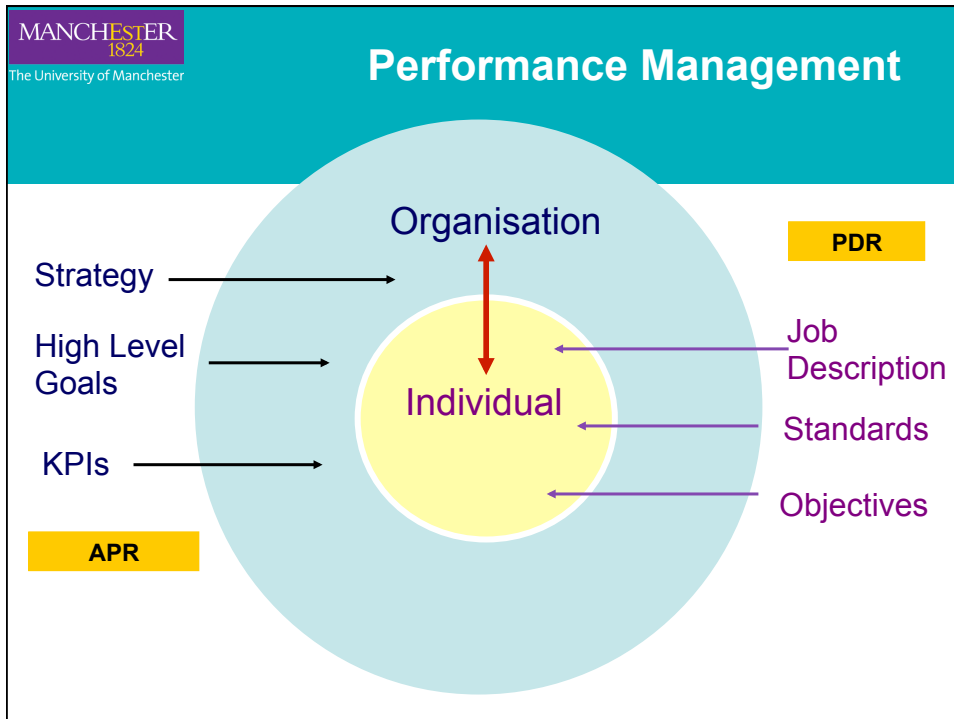 MANCHESTER
1824
The University of Manchester
Performance Management
Organisation
PDR
Strategy
High Level
Goals
Job
Description
Individual
Standards
KPIs
Objectives
APR